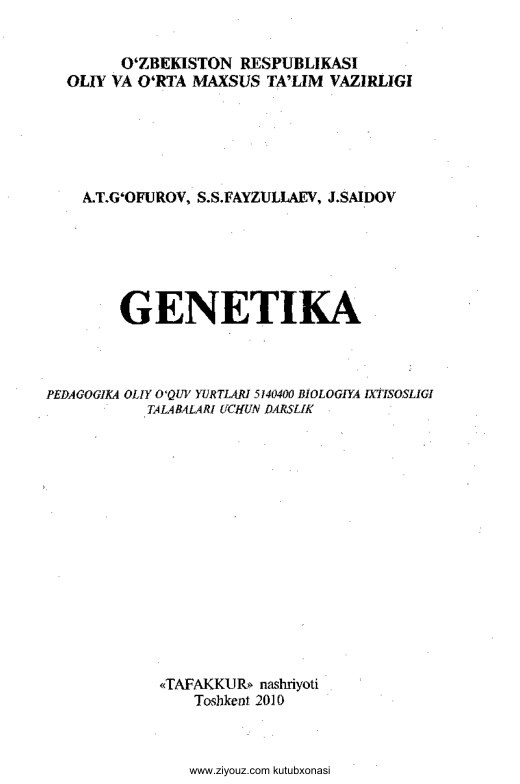 O‘ZBEKISTON RESPUBLIKASI
OLIY VA O‘RTA MAXSUS TA’LIM VAZIRLIGI
A.T.G‘OFUROV, S.S.FAYZULLAEV, J.SAIDOV
GENETIKA
PEDAGOGIKA OLIY O‘QUV YURTLARI 5140400 BIOLOGIYA IXTISOSLIGI
TALABALARI UCHUN DARSLIK
«TAFAKKUR» nashriyoti
Toshkent 2010
www.ziyouz.com kutubxonasi